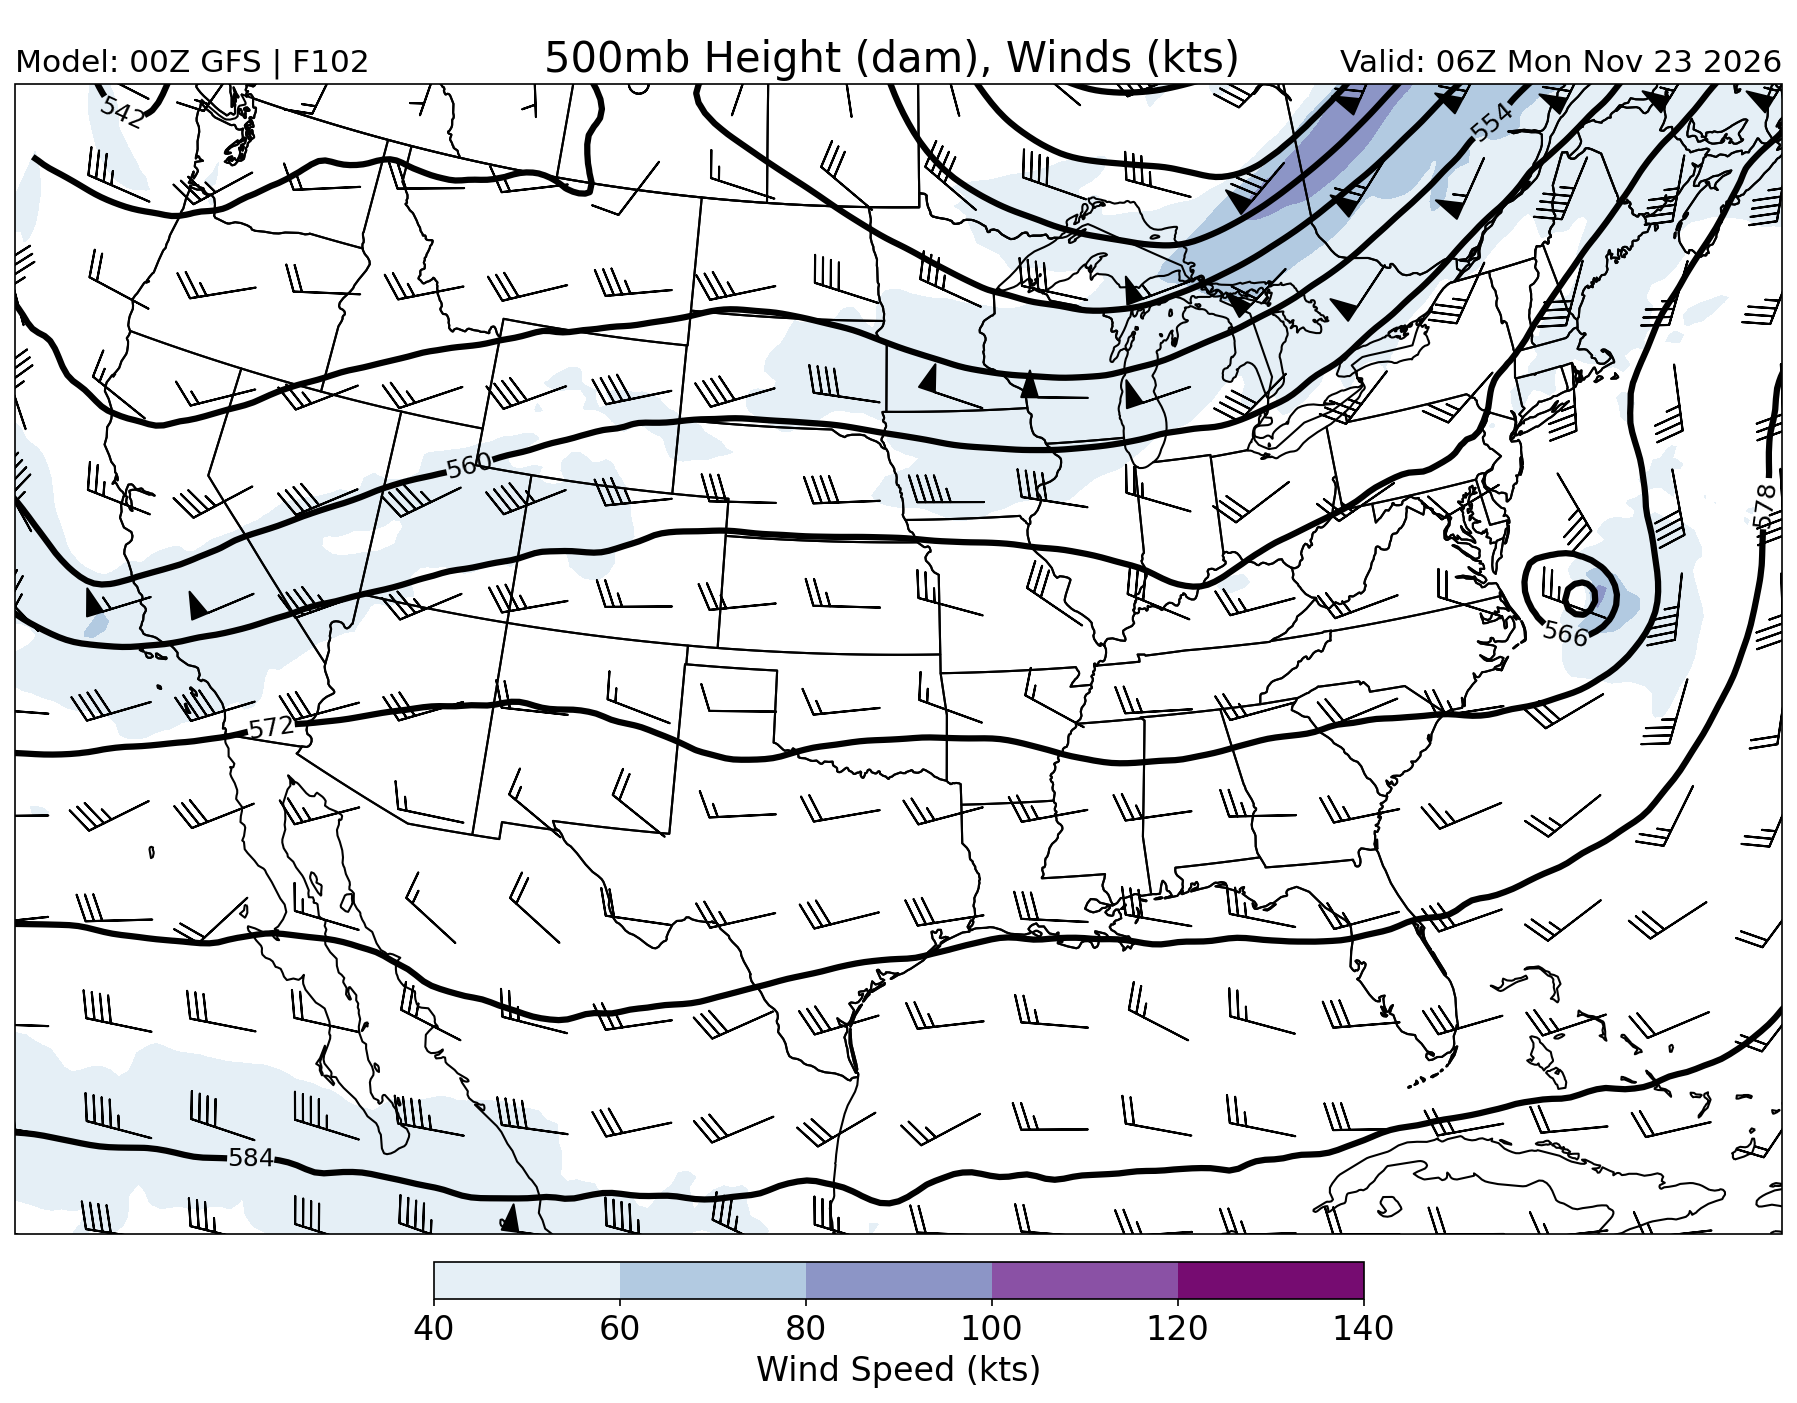 Model: 00Z GFS | F102
500mb Height (dam), Winds (kts)
Valid: 06Z Mon Nov 23 2026
542
554
560
578
566
572
584
40 60 80 100 120 140
Wind Speed (kts)